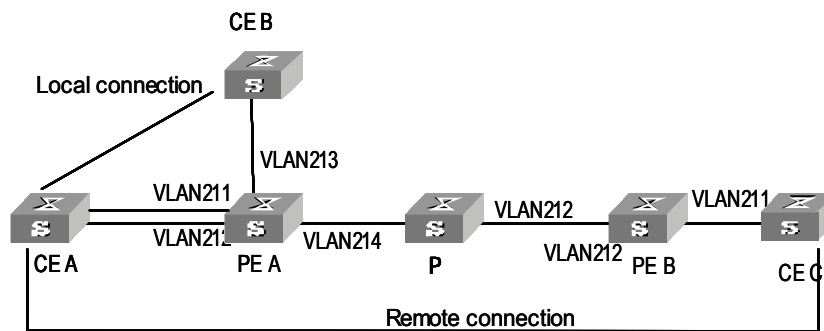 CE B
S
Local connection
VLAN213
VLAN211
VLAN212
VLAN211
S
S
S
S
S
VLAN212
VLAN214
VLAN212
CE A
PE A
P
PE B
CE C
Remote connection